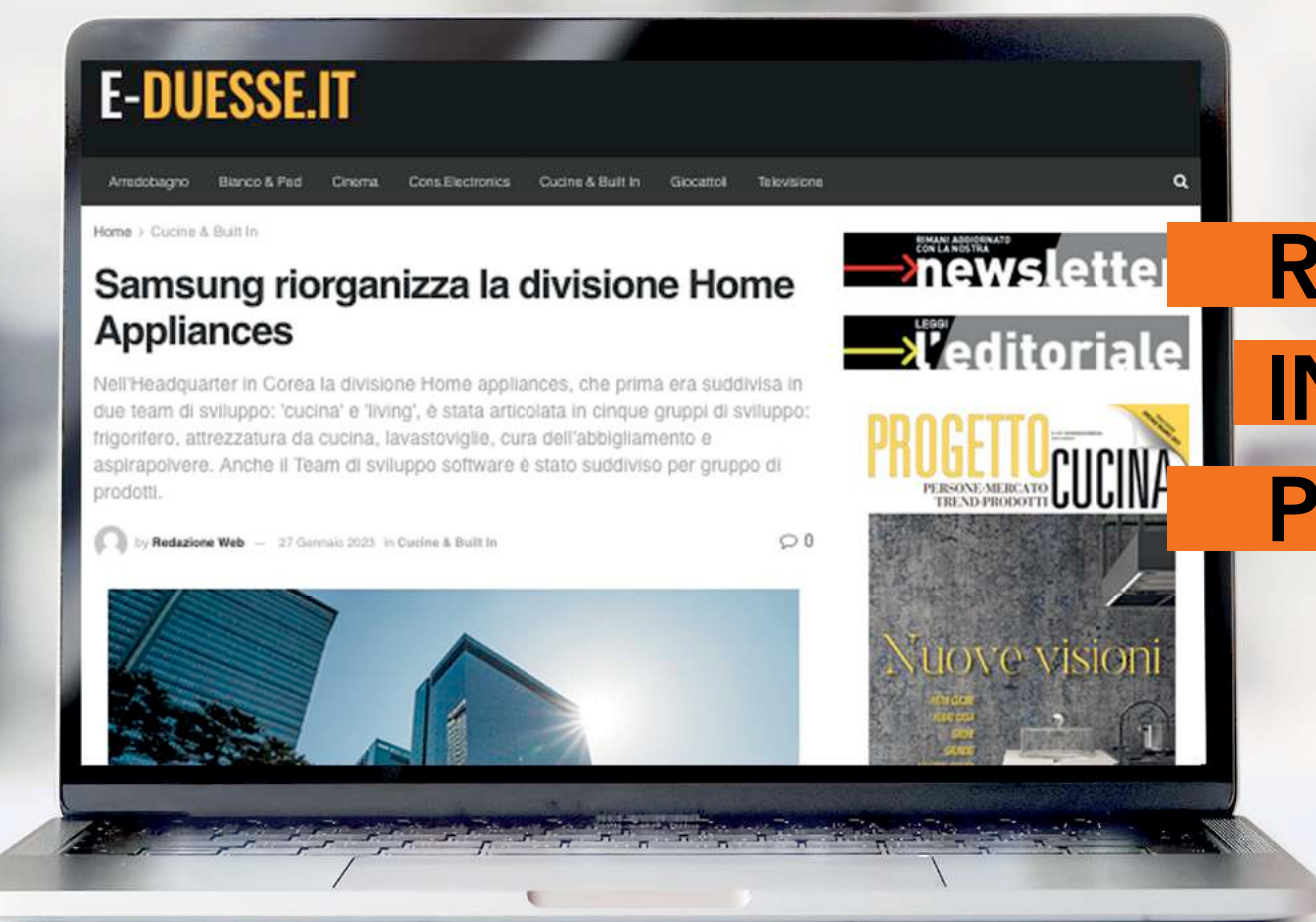 E-DUESSE.IT
Arredobagno Bianco & Ped Cinema Cons.Electronics Cucine & Built In Giocattoli Televisione
Home > Cucine & Built In
Samsung riorganizza la divisione Home
Appliances
Nell'Headquarter in Corea la divisione Home appliances, che prima era suddivisa in
due team di sviluppo: 'cucina' e 'living', è stata articolata in cinque gruppi di sviluppo:
frigorifero, attrezzatura da cucina, lavastoviglie, cura dell'abbigliamento e
aspirapolvere. Anche il Team di sviluppo software è stato suddiviso per gruppo di
prodotti.
by Redazione Web — 27 Gennaio 2023 in Cucine & Built In
0
RIMANI AGGIORNATO
CON LA NOSTRA
newsletter
LEGGI
l'editoriale
PROGETTO
CUCINA
PERSONE·MERCATO
TREND·PRODOTTI
Nuove visioni
R
IN
P